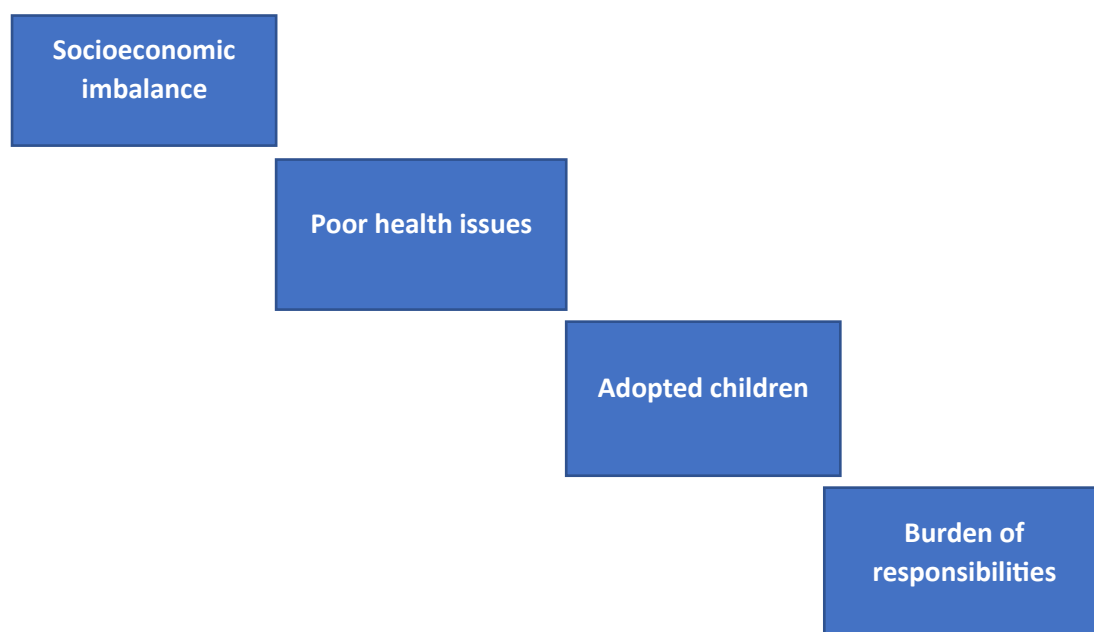 Socioeconomic
imbalance
Poor health issues
Adopted children
Burden of
responsibilities